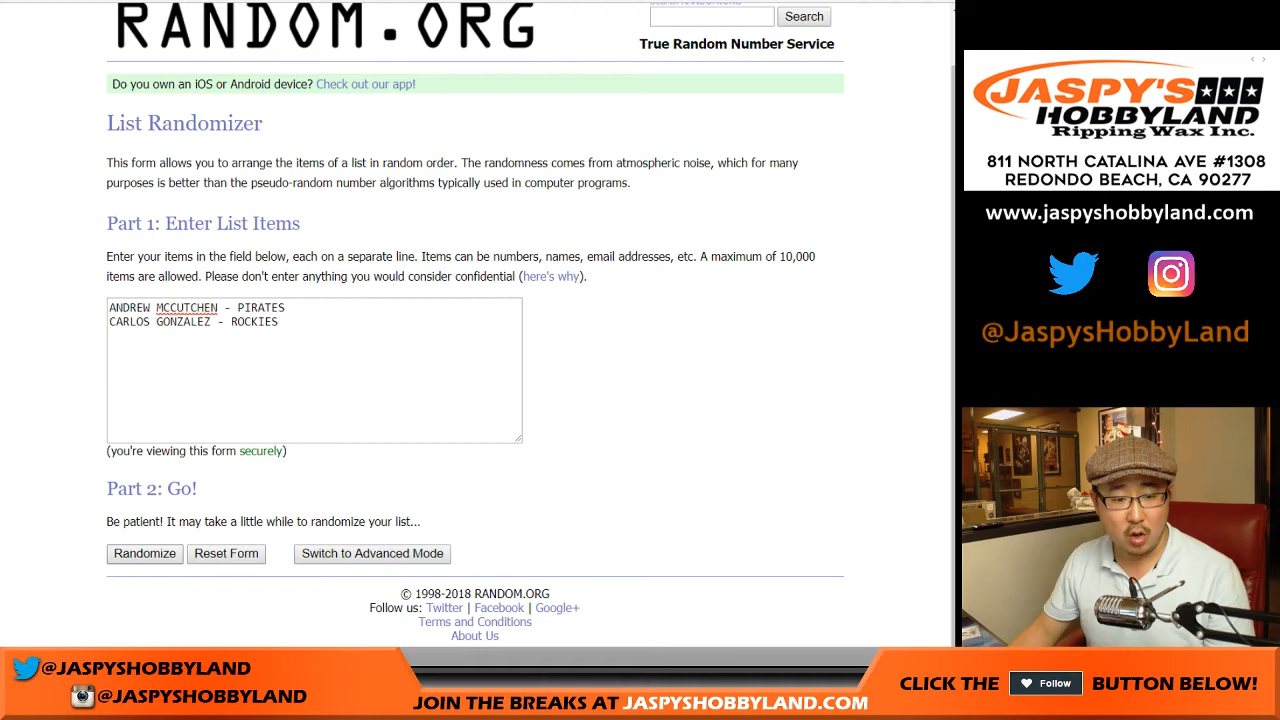 RANDOM.ORG
Search
True Random Number Service
Do you own an iOS or Android device? Check out our app!
List Randomizer
This form allows you to arrange the items of a list in random order. The randomness comes from atmospheric noise, which for many
purposes is better than the pseudo-random number algorithms typically used in computer programs.
Part 1: Enter List Items
Enter your items in the field below, each on a separate line. Items can be numbers, names, email addresses, etc. A maximum of 10,000
items are allowed. Please don't enter anything you would consider confidential (here's why).
ANDREW MCCUTCHEN - PIRATES
CARLOS GONZALEZ - ROCKIES
(you're viewing this form securely)
Part 2: Go!
Be patient! It may take a little while to randomize your list...
Randomize Reset Form Switch to Advanced Mode
© 1998-2018 RANDOM.ORG
Follow us: Twitter | Facebook | Google+
Terms and Conditions
About Us
JASPY'S
HOBBYLAND
Ripping Wax Inc.
811 NORTH CATALINA AVE #1308
REDONDO BEACH, CA 90277
www.jaspyshobbyland.com
@JaspysHobbyLand
@JASPYSHOBBYLAND
@JASPYSHOBBYLAND
JOIN THE BREAKS AT JASPYSHOBBYLAND.COM
CLICK THE Follow BUTTON BELOW!